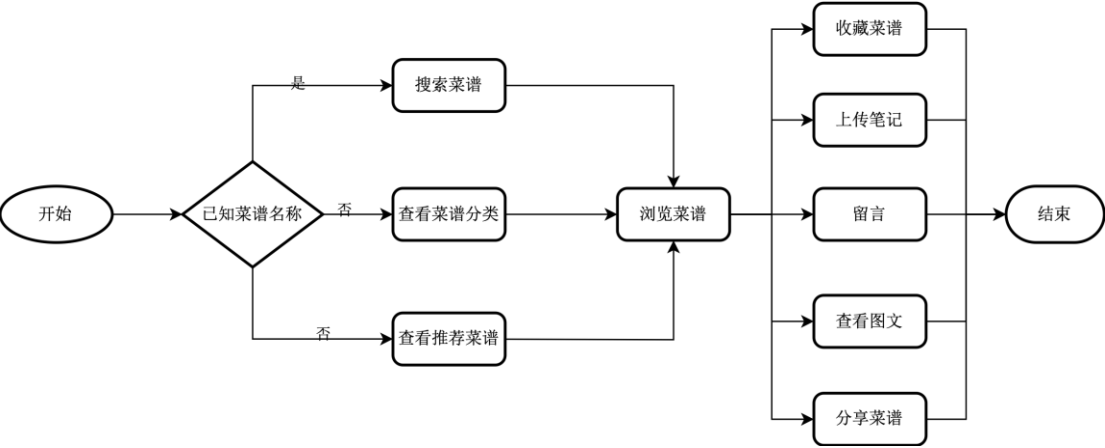 开始
已知菜谱名称
是
否
否
搜索菜谱
查看菜谱分类
查看推荐菜谱
浏览菜谱
收藏菜谱
上传笔记
留言
查看图文
分享菜谱
结束